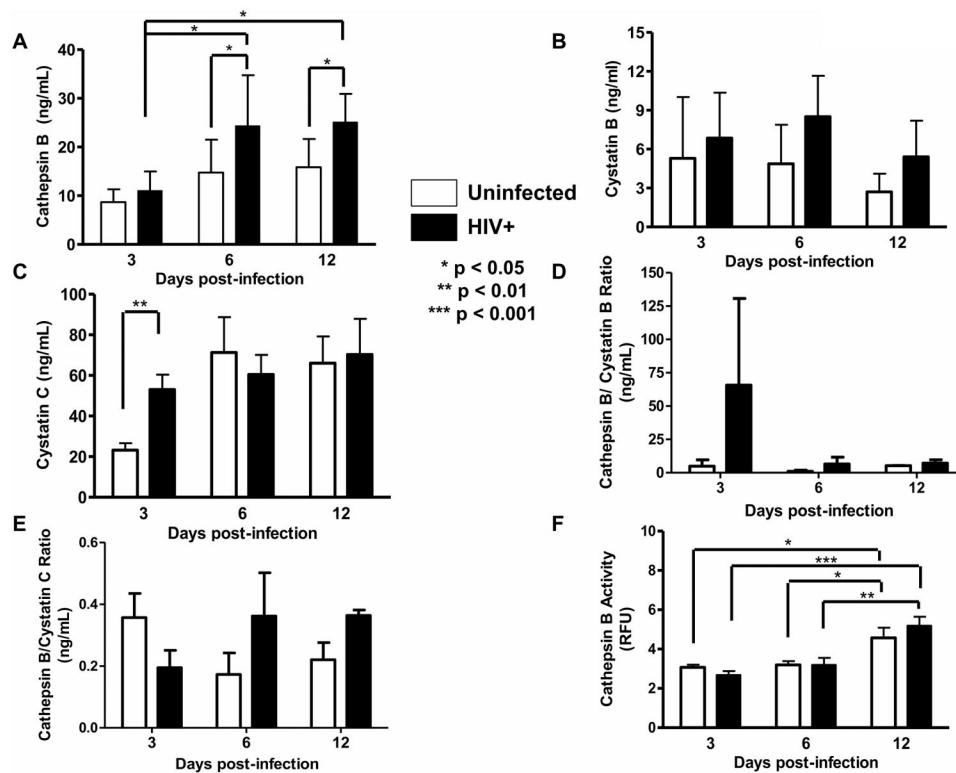 A
Cathepsin B (ng/mL)
40
30
20
10
0
* 
*
*
*
3 6 12
Days post-infection
B
Cystatin B (ng/ml)
15
12
9
6
3
0
3 6 12
Days post-infection
Uninfected
HIV+
* p < 0.05
** p < 0.01
*** p < 0.001
C
Cystatin C (ng/mL)
100
80
60
40
20
0
**
3 6 12
Days post-infection
D
Cathepsin B/ Cystatin B Ratio
(ng/mL)
150
125
100
75
50
25
0
3 6 12
Days post-infection
E
Cathepsin B/Cystatin C Ratio
(ng/mL)
0.6
0.4
0.2
0.0
3 6 12
Days post-infection
F
Cathepsin B Activity
(RFU)
10
8
6
4
2
0
*
***
*
**
3 6 12
Days post-infection